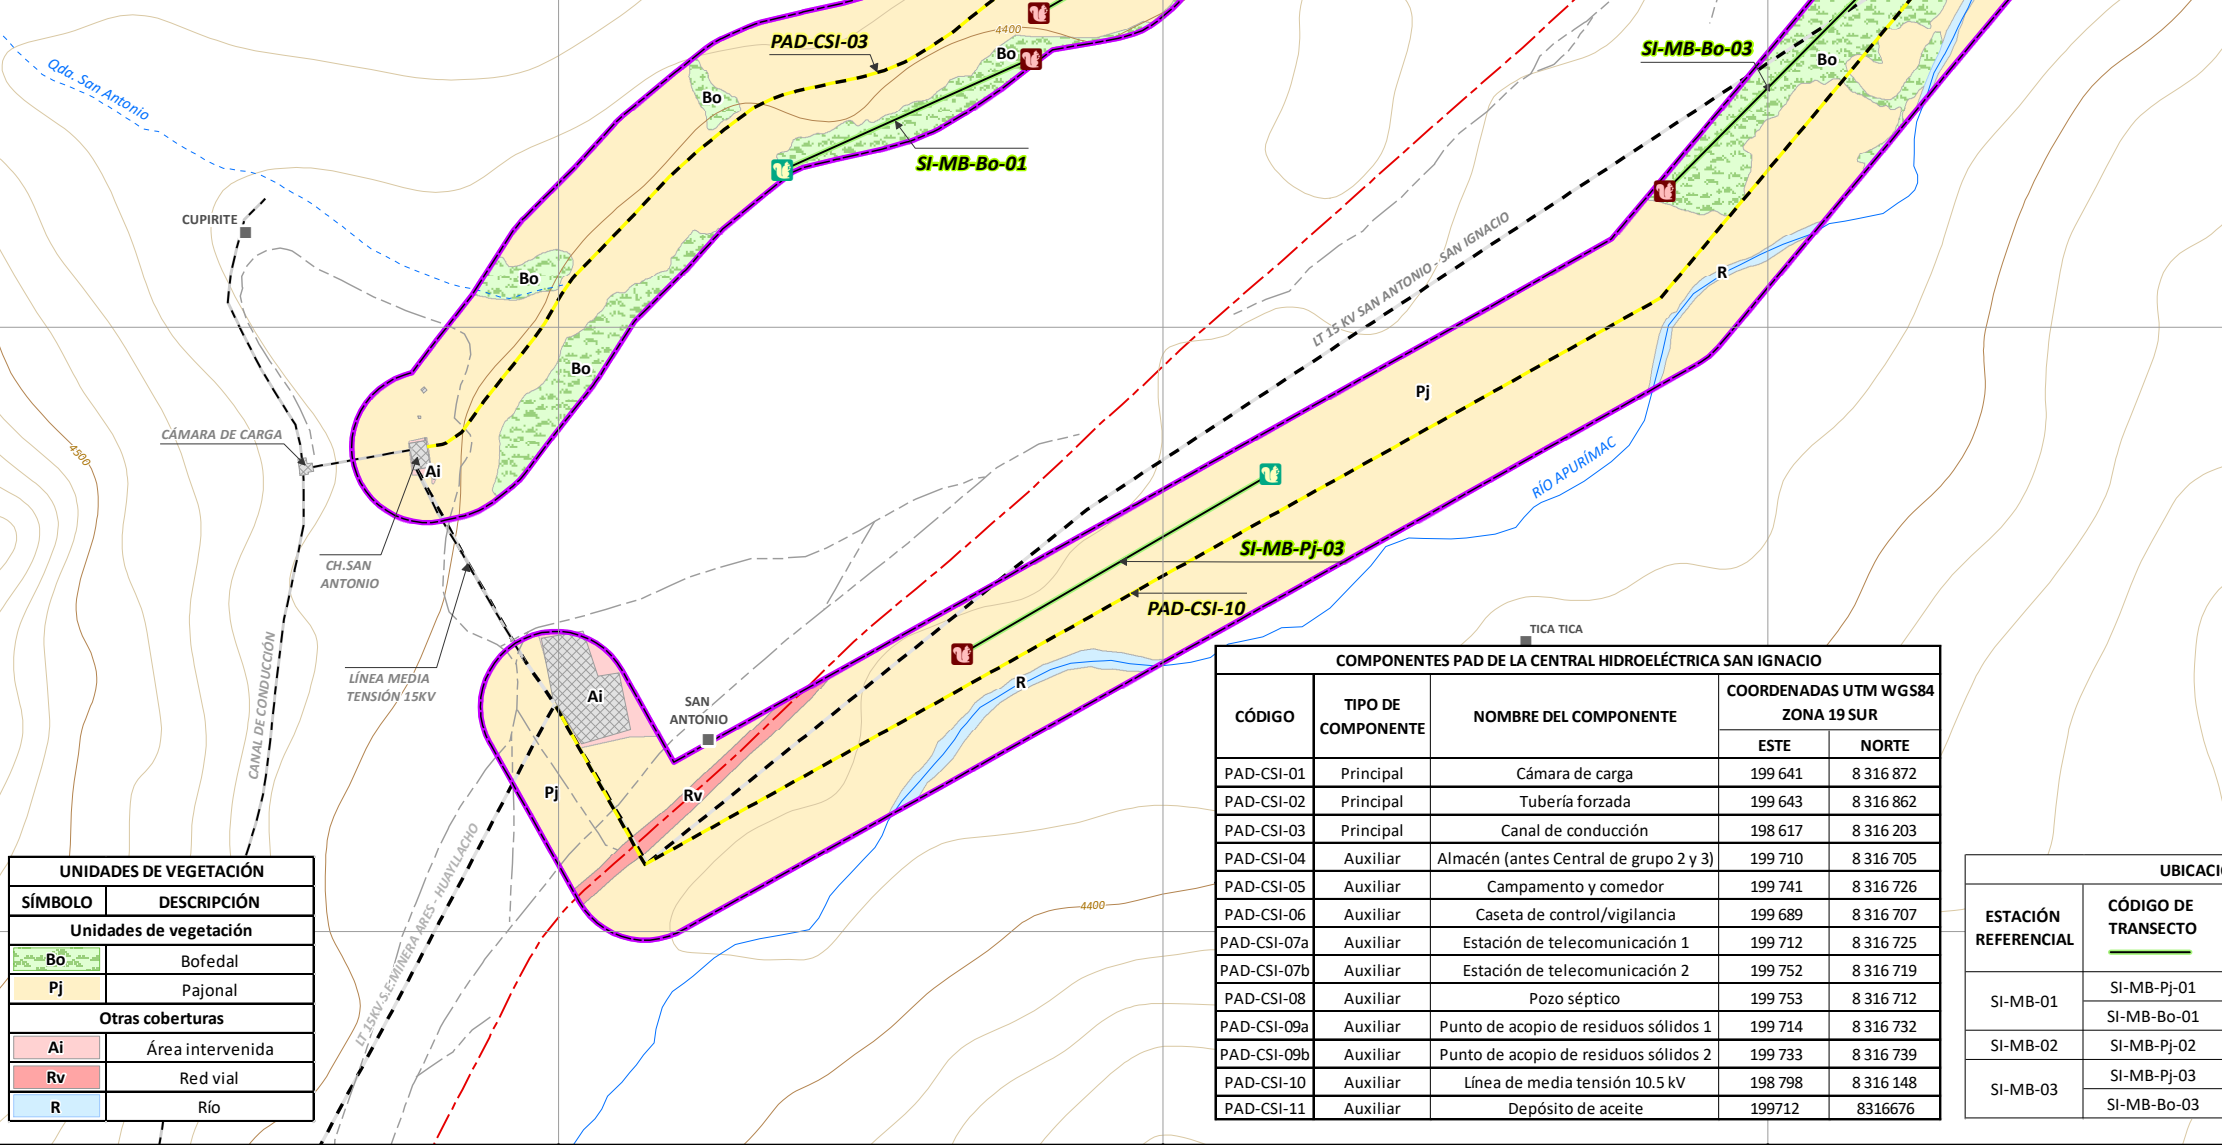 PAD-CSI-03
4400
Bo
Bo
SI-MB-Bo-01
SI-MB-Bo-03
Bo
Qda. San Antonio
CUPIRITE
Bo
Bo
LT 15 KV SAN ANTONIO - SAN IGNACIO
R
Pj
CÁMARA DE CARGA
4500
Ai
RÍO APURÍMAC
CH.SAN
ANTONIO
SI-MB-Pj-03
PAD-CSI-10
TICA TICA
LÍNEA MEDIA
TENSIÓN 15KV
CANAL DE CONDUCCIÓN
Ai
SAN
ANTONIO
R
Pj
Rv
LT 15KV-S.E.MINERA ARES - HUAYLLACHO
4400
UNIDADES DE VEGETACIÓN
SÍMBOLO DESCRIPCIÓN
Unidades de vegetación
Bo Bofedal
Pj Pajonal
Otras coberturas
Ai Área intervenida
Rv Red vial
R Río
COMPONENTES PAD DE LA CENTRAL HIDROELÉCTRICA SAN IGNACIO
CÓDIGO TIPO DE COMPONENTE NOMBRE DEL COMPONENTE COORDENADAS UTM WGS84 ZONA 19 SUR
ESTE NORTE
PAD-CSI-01 Principal Cámara de carga 199 641 8 316 872
PAD-CSI-02 Principal Tubería forzada 199 643 8 316 862
PAD-CSI-03 Principal Canal de conducción 198 617 8 316 203
PAD-CSI-04 Auxiliar Almacén (antes Central de grupo 2 y 3) 199 710 8 316 705
PAD-CSI-05 Auxiliar Campamento y comedor 199 741 8 316 726
PAD-CSI-06 Auxiliar Caseta de control/vigilancia 199 689 8 316 707
PAD-CSI-07a Auxiliar Estación de telecomunicación 1 199 712 8 316 725
PAD-CSI-07b Auxiliar Estación de telecomunicación 2 199 752 8 316 719
PAD-CSI-08 Auxiliar Pozo séptico 199 753 8 316 712
PAD-CSI-09a Auxiliar Punto de acopio de residuos sólidos 1 199 714 8 316 732
PAD-CSI-09b Auxiliar Punto de acopio de residuos sólidos 2 199 733 8 316 739
PAD-CSI-10 Auxiliar Línea de media tensión 10.5 kV 198 798 8 316 148
PAD-CSI-11 Auxiliar Depósito de aceite 199712 8316676
ESTACIÓN REFERENCIAL CÓDIGO DE TRANSECTO
SI-MB-01 SI-MB-Pj-01
SI-MB-Bo-01
SI-MB-02 SI-MB-Pj-02
SI-MB-03 SI-MB-Pj-03
SI-MB-Bo-03